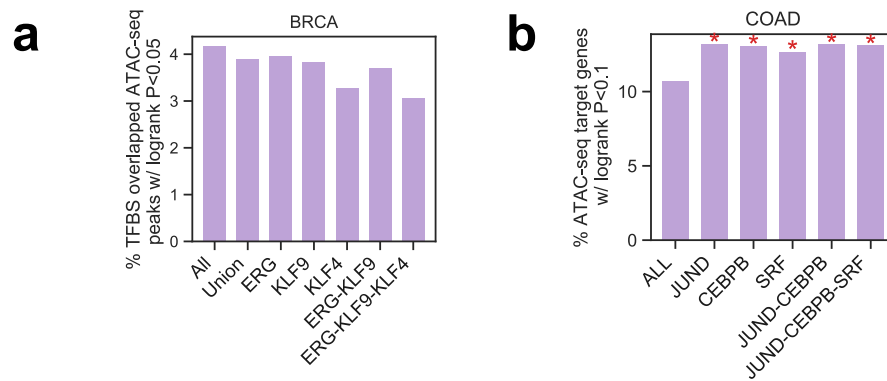 a
BRCA
% TFBS overlapped ATAC-seq
peaks w/ logrank P<0.05
4
3
2
1
0
All
Union
ERG
KLF9
KLF4
ERG-KLF9
ERG-KLF9-KLF4
b
COAD
% ATAC-seq target genes
w/ logrank P<0.1
10
5
0
* * * * *
ALL
JUND
CEBPB
SRF
JUND-CEBPB
JUND-CEBPB-SRF